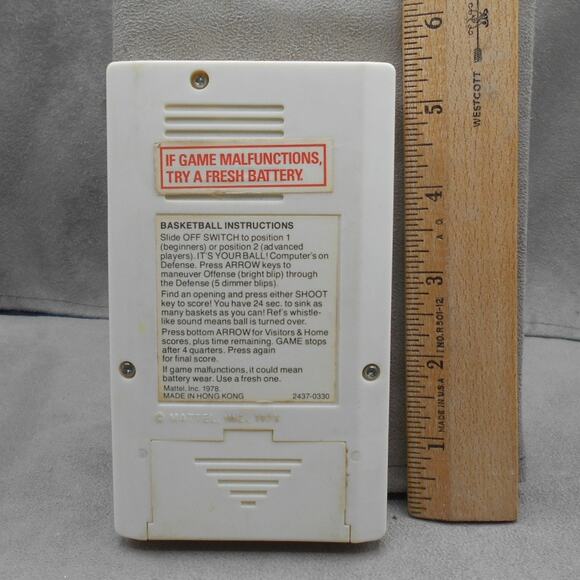 IF GAME MALFUNCTIONS,
TRY A FRESH BATTERY.
BASKETBALL INSTRUCTIONS
Slide OFF SWITCH to position 1
(beginners) or position 2 (advanced
players). IT'S YOUR BALL! Computer's on
Defense. Press ARROW keys to
maneuver Offense (bright blip) through
the Defense (5 dimmer blips).
Find an opening and press either SHOOT
key to score! You have 24 sec. to sink as
many baskets as you can! Ref's whistle-
like sound means ball is turned over.
Press bottom ARROW for Visitors & Home
scores, plus time remaining. GAME stops
after 4 quarters. Press again
for final score.
If game malfunctions, it could mean
battery wear. Use a fresh one.
Mattel, Inc. 1978.
MADE IN HONG KONG 2437-0330
© MATTEL, INC. 1978
6
5
4
3
2
1
WESTCOTT
A.G.
NO. R501-12
MADE IN U.S.A.